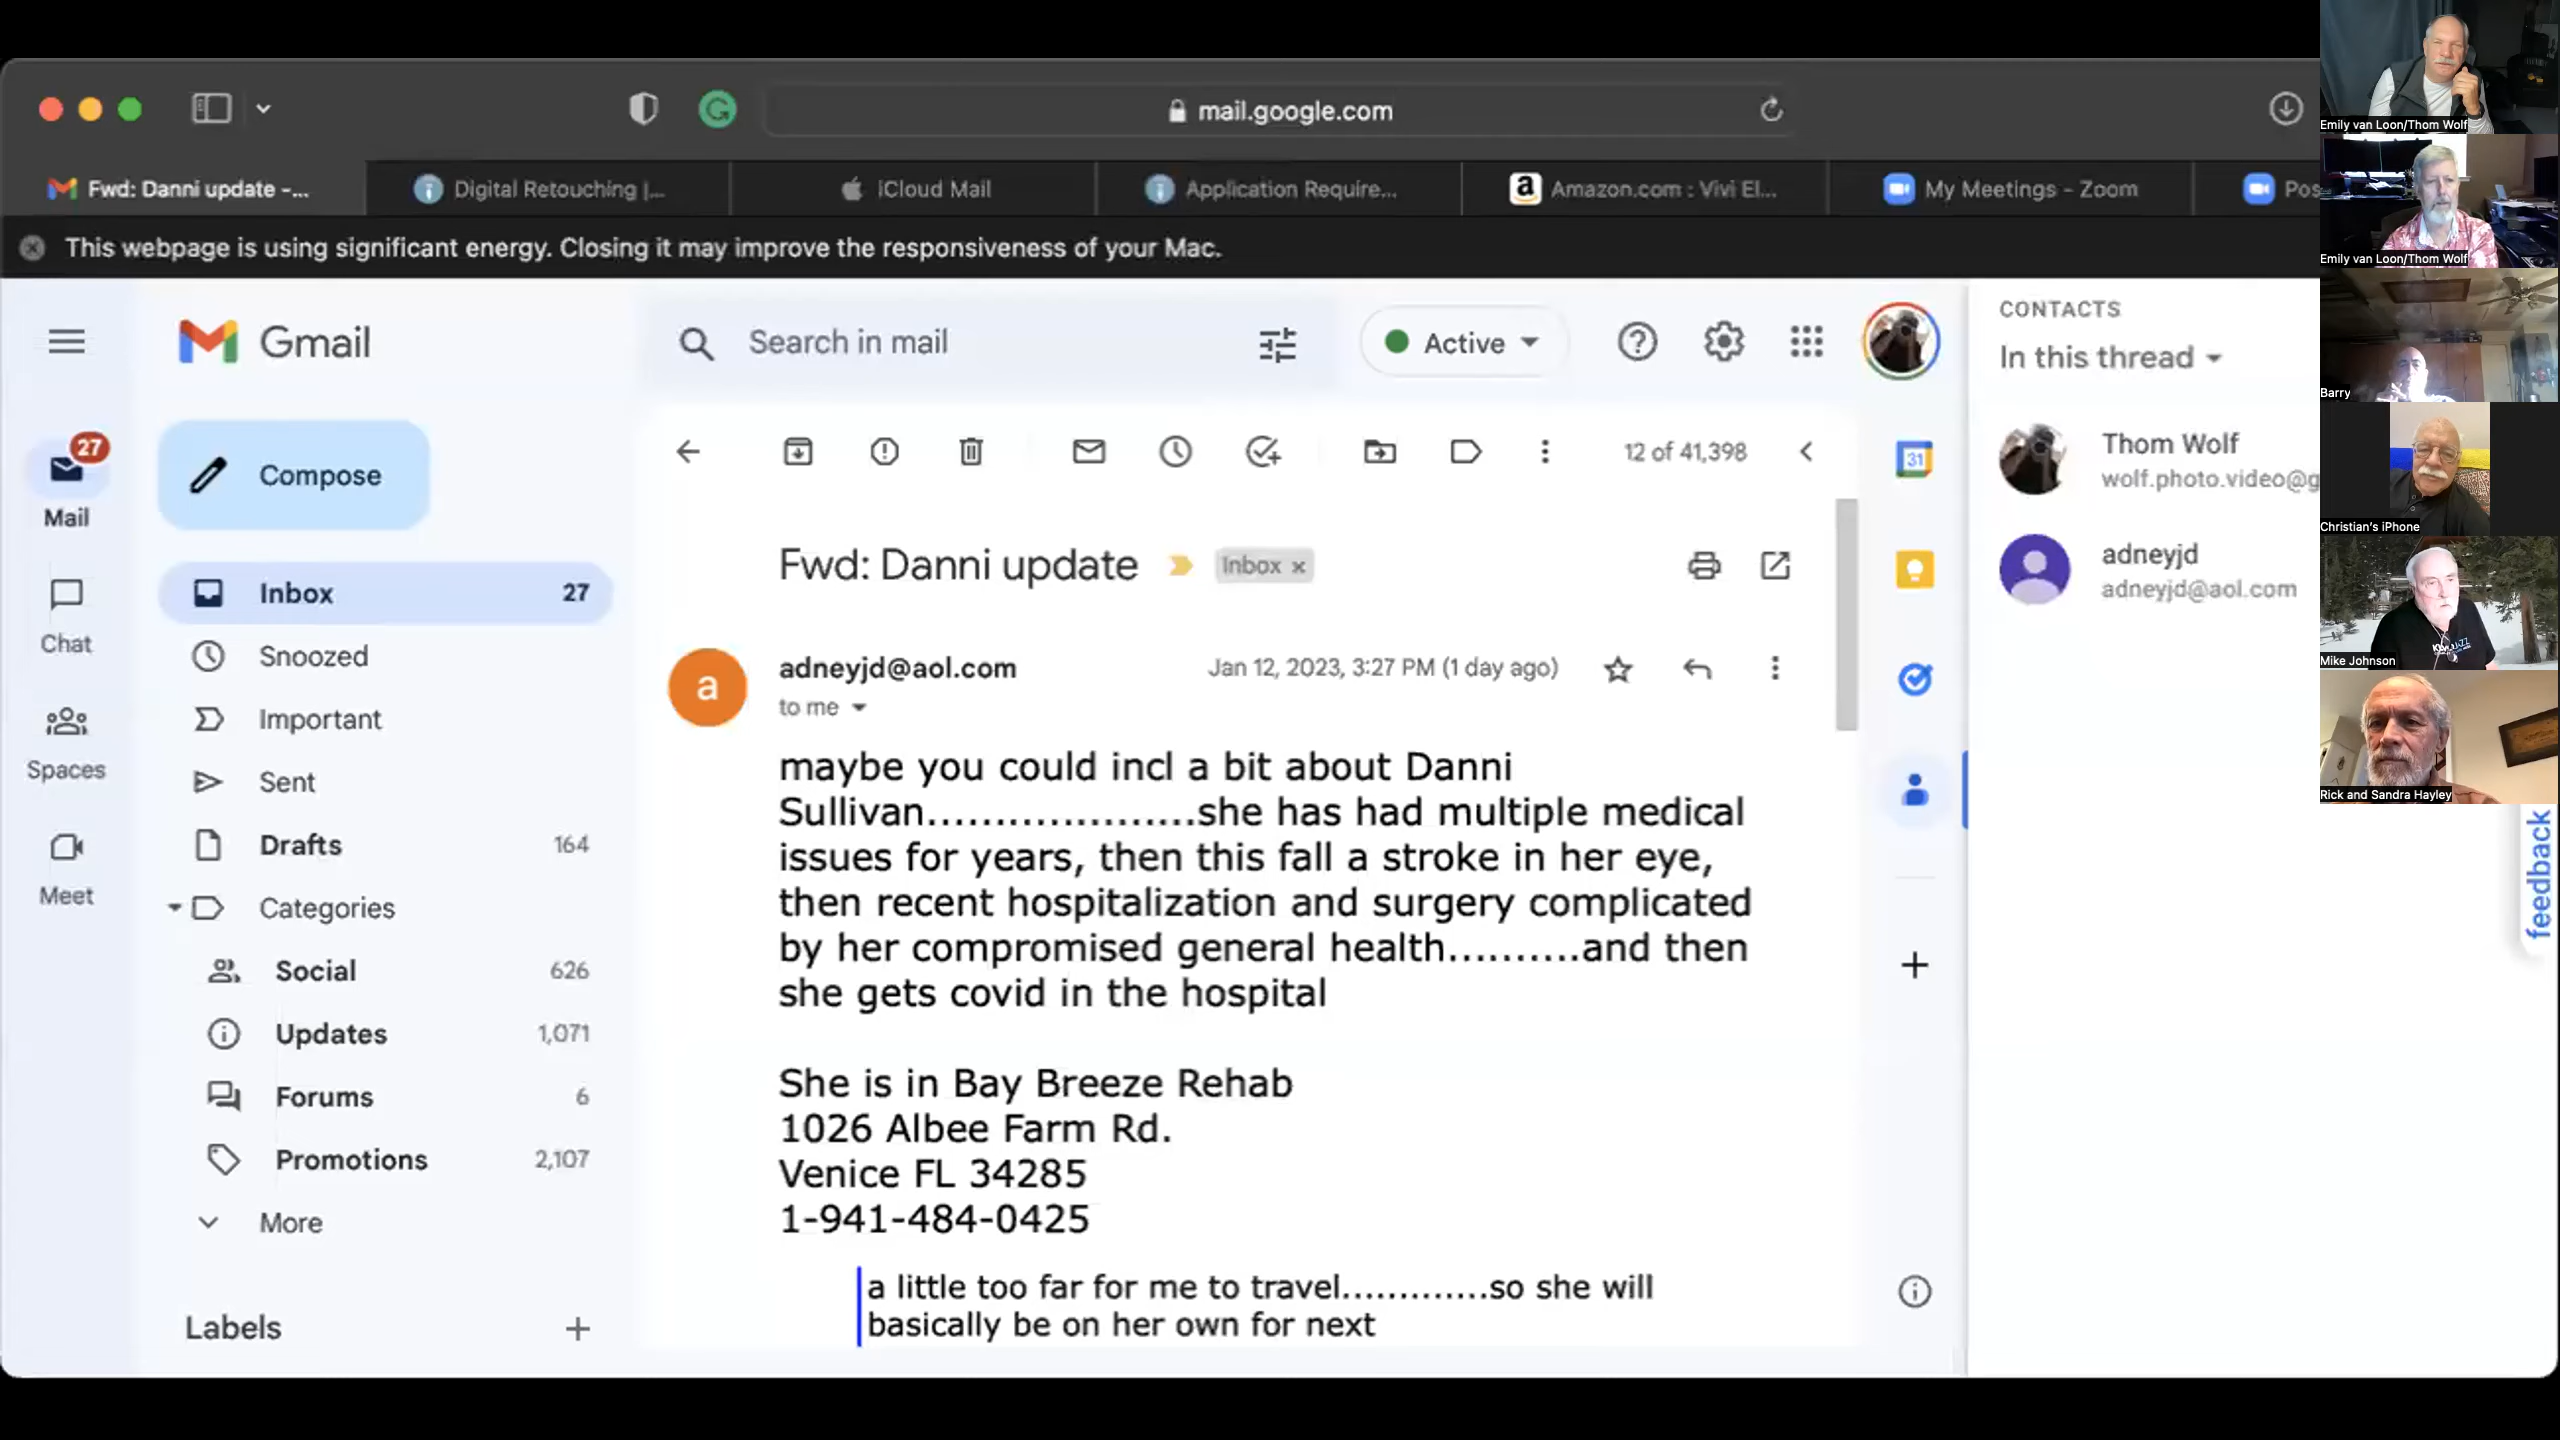 mail.google.com
Fwd: Danni update -...
Digital Retouching |...
iCloud Mail
Application Require...
Amazon.com : Vivi El...
My Meetings - Zoom
Pos
This webpage is using significant energy. Closing it may improve the responsiveness of your Mac.
Gmail
Search in mail
Active
27
Mail
Chat
Spaces
Meet
Compose
Inbox 27
Snoozed
Important
Sent
Drafts 164
Categories
Social 626
Updates 1,071
Forums 6
Promotions 2,107
More
Labels
12 of 41,398
Fwd: Danni update
Inbox ×
a
adneyjd@aol.com
Jan 12, 2023, 3:27 PM (1 day ago)
to me
maybe you could incl a bit about Danni
Sullivan....................she has had multiple medical
issues for years, then this fall a stroke in her eye,
then recent hospitalization and surgery complicated
by her compromised general health..........and then
she gets covid in the hospital
She is in Bay Breeze Rehab
1026 Albee Farm Rd.
Venice FL 34285
1-941-484-0425
a little too far for me to travel.............so she will
basically be on her own for next
31
CONTACTS
In this thread
Thom Wolf
wolf.photo.video@g
adneyjd
adneyjd@aol.com
Emily van Loon/Thom Wolf
Emily van Loon/Thom Wolf
Barry
Christian's iPhone
Mike Johnson
Rick and Sandra Hayley
feedback